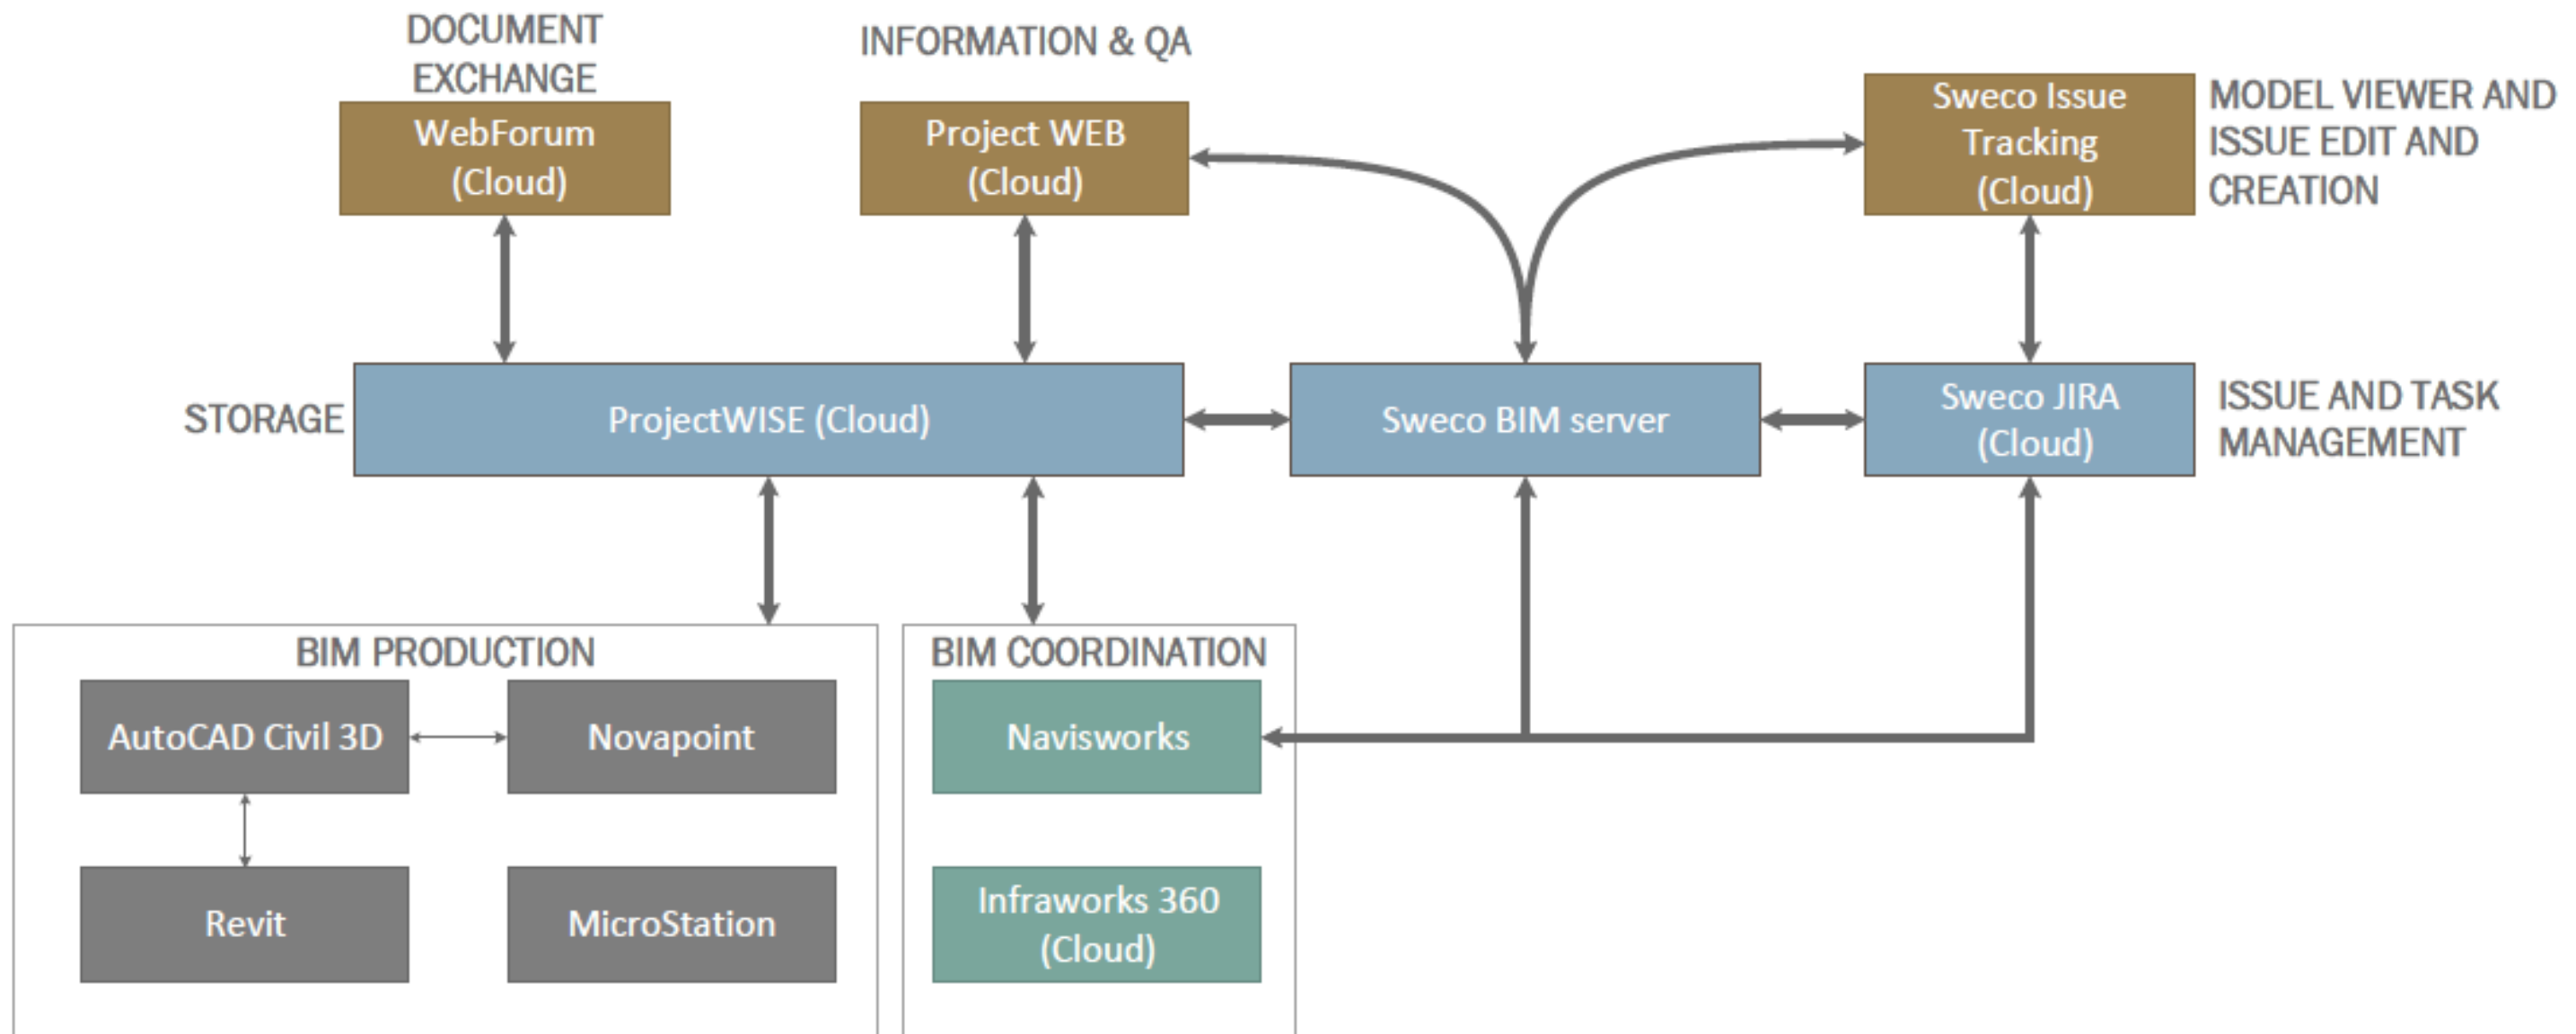 DOCUMENT
EXCHANGE
WebForum
(Cloud)
INFORMATION & QA
Project WEB
(Cloud)
Sweco Issue
Tracking
(Cloud)
MODEL VIEWER AND
ISSUE EDIT AND
CREATION
STORAGE
ProjectWISE (Cloud)
Sweco BIM server
Sweco JIRA
(Cloud)
ISSUE AND TASK
MANAGEMENT
BIM PRODUCTION
AutoCAD Civil 3D
Novapoint
Revit
MicroStation
BIM COORDINATION
Navisworks
Infraworks 360
(Cloud)